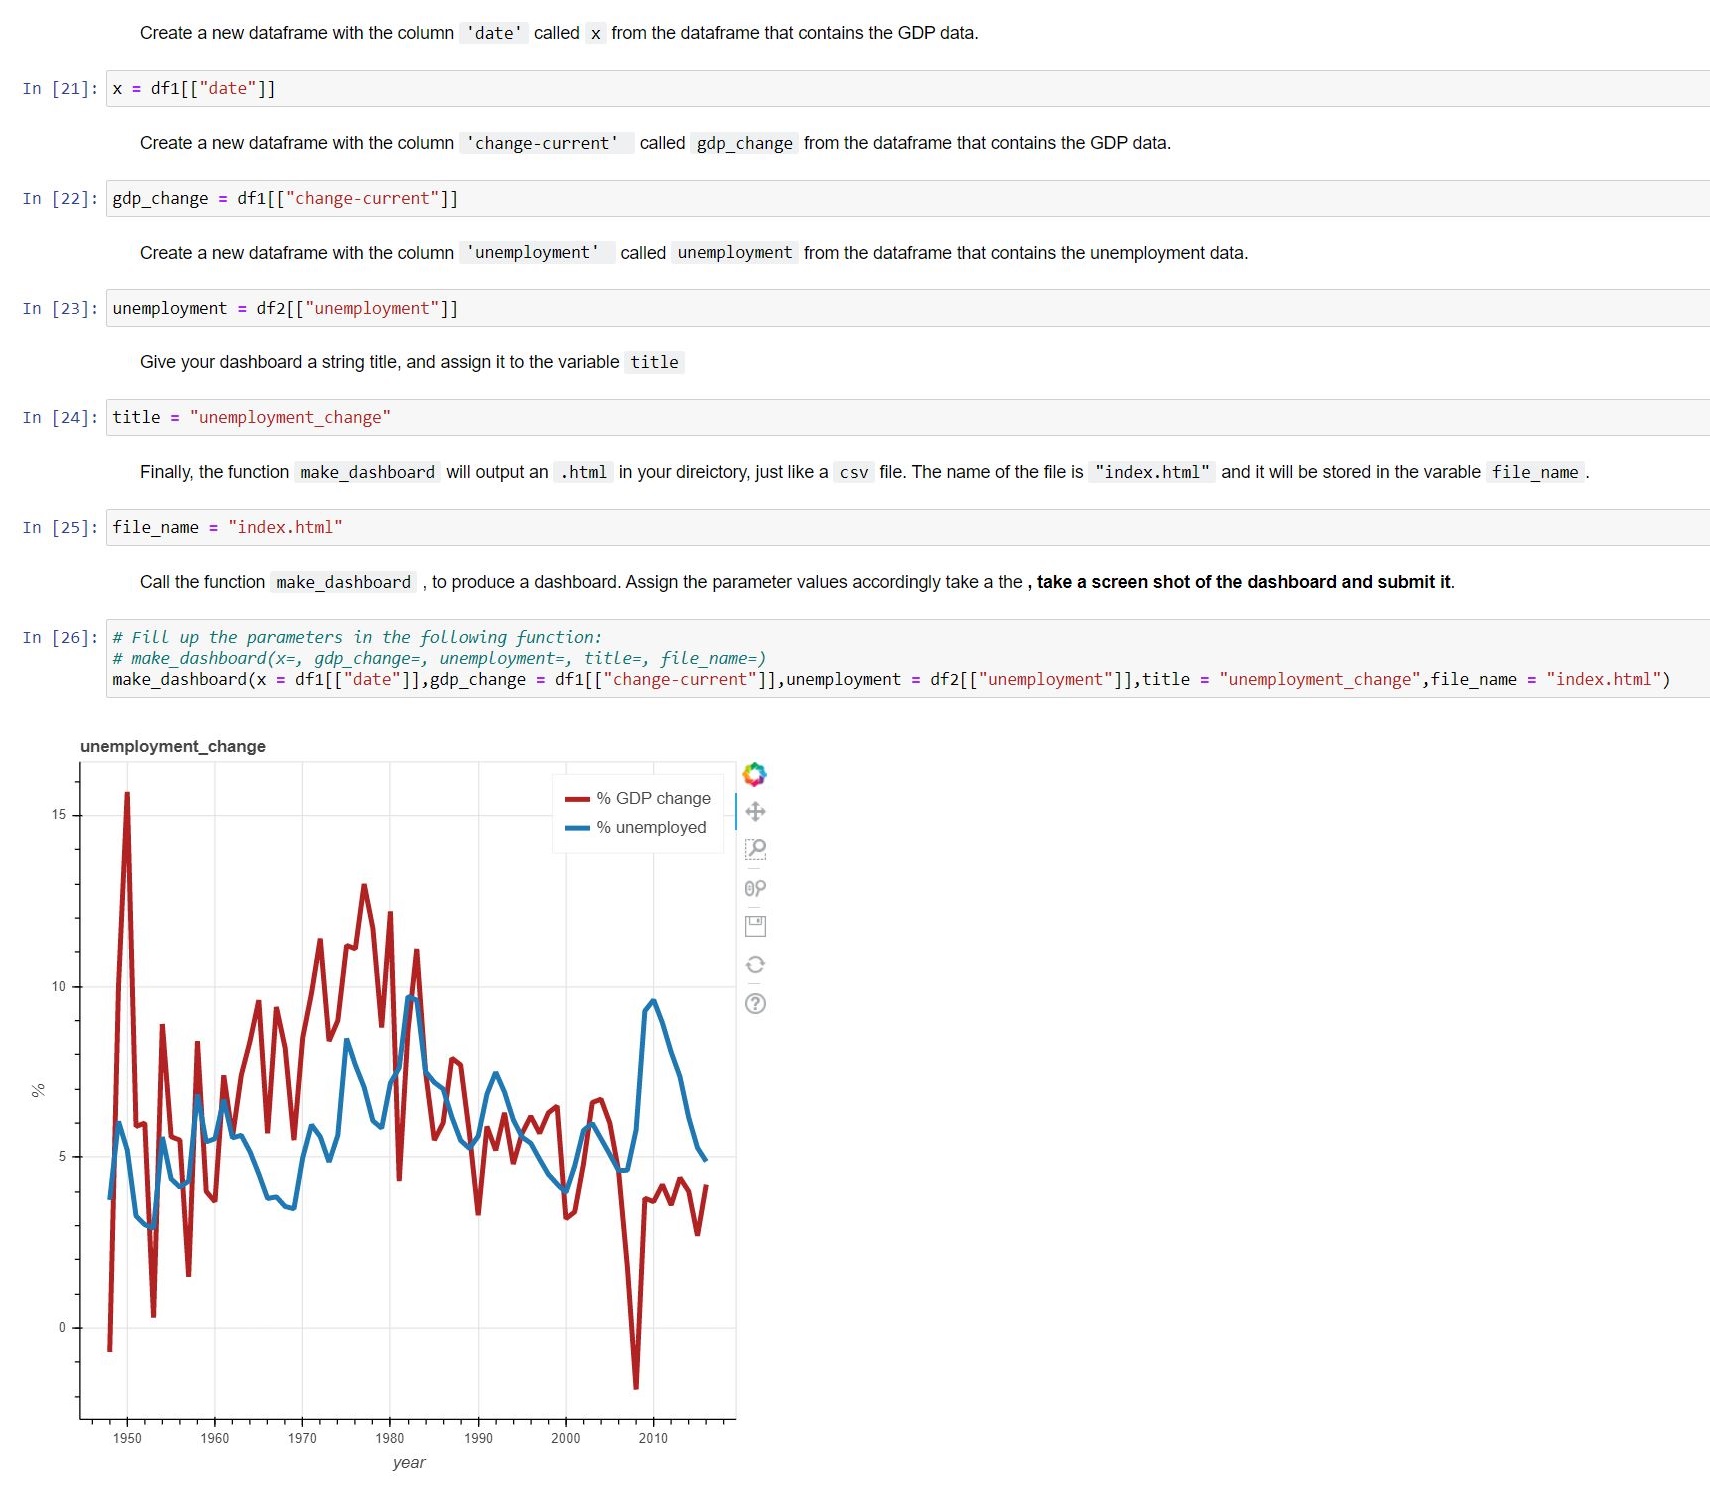 Create a new dataframe with the column 'date' called x from the dataframe that contains the GDP data.
In [21]: x = df1[["date"]]
Create a new dataframe with the column 'change-current' called gdp_change from the dataframe that contains the GDP data.
In [22]: gdp_change = df1[["change-current"]]
Create a new dataframe with the column 'unemployment' called unemployment from the dataframe that contains the unemployment data.
In [23]: unemployment = df2[["unemployment"]]
Give your dashboard a string title, and assign it to the variable title
In [24]: title = "unemployment_change"
Finally, the function make_dashboard will output an .html in your direictory, just like a csv file. The name of the file is "index.html" and it will be stored in the varable file_name .
In [25]: file_name = "index.html"
Call the function make_dashboard , to produce a dashboard. Assign the parameter values accordingly take a the , take a screen shot of the dashboard and submit it.
In [26]: # Fill up the parameters in the following function:
# make_dashboard(x=, gdp_change=, unemployment=, title=, file_name=)
make_dashboard(x = df1[["date"]],gdp_change = df1[["change-current"]],unemployment = df2[["unemployment"]],title = "unemployment_change",file_name = "index.html")
unemployment_change
% GDP change
% unemployed
15
10
5
0
%
1950 1960 1970 1980 1990 2000 2010
year